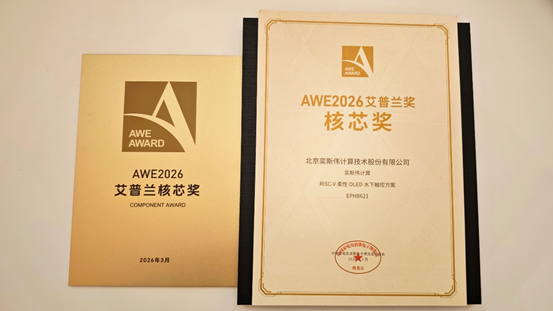 AWE
AWARD
AWE2026
艾普兰核芯奖
COMPONENT AWARD
2026年3月
AWE
AWARD
AWE2026艾普兰奖
核芯奖
北京奕斯伟计算技术股份有限公司
奕斯伟计算
RISC-V 柔性 OLED 水下触控方案
EPH8621